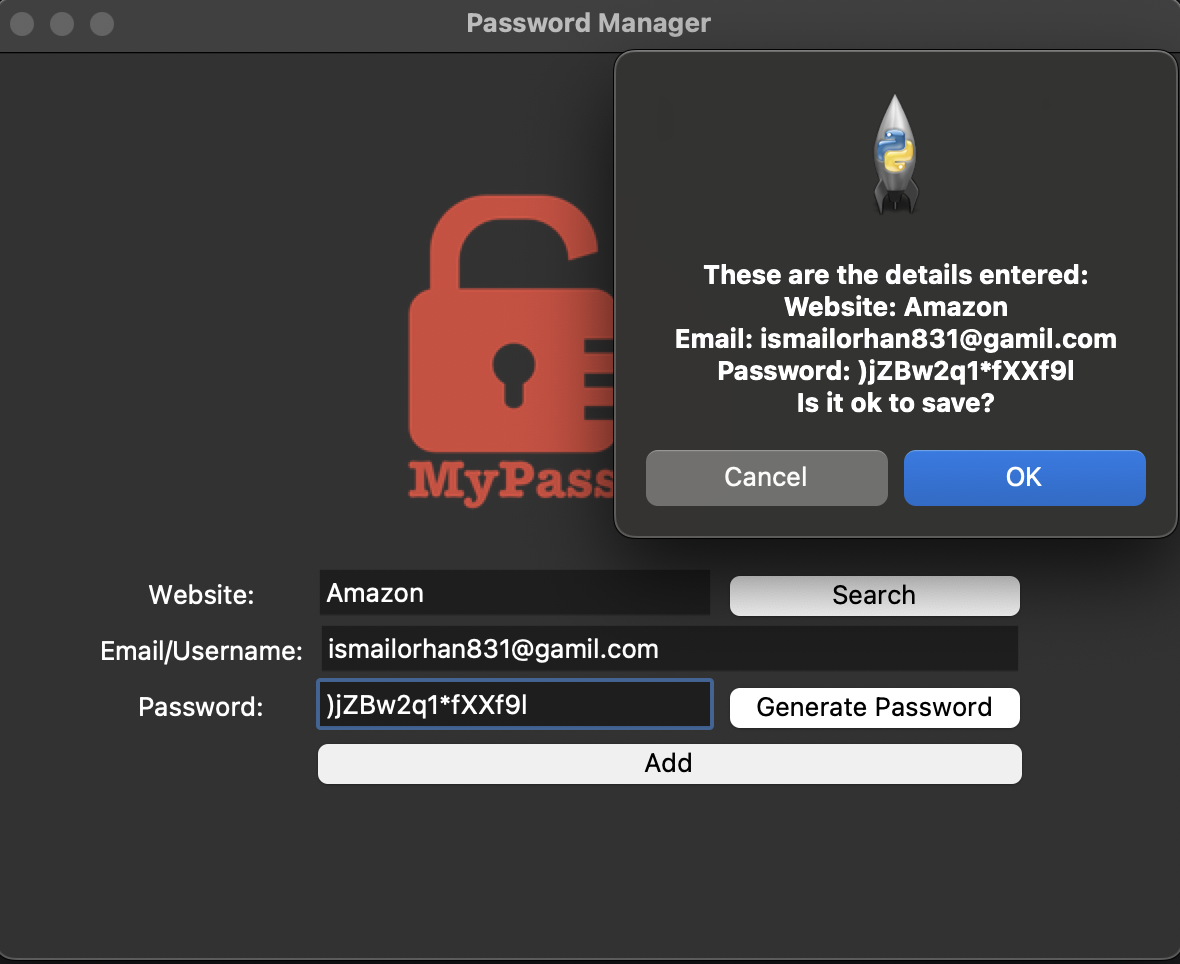 Password Manager
These are the details entered:
Website: Amazon
Email: ismailorhan831@gamil.com
Password: )jZBw2q1*fXXf9l
Is it ok to save?
Cancel
OK
MyPass
Website:
Amazon
Search
Email/Username:
ismailorhan831@gamil.com
Password:
)jZBw2q1*fXXf9l
Generate Password
Add